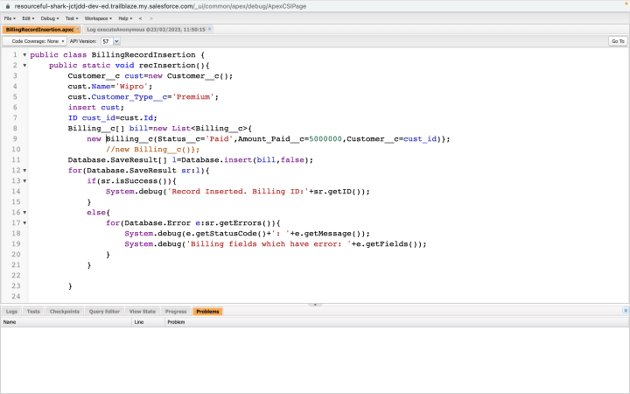 resourceful-shark-jctjdd-dev-ed.trailblaze.my.salesforce.com/_ui/common/apex/debug/ApexCSIPage
File Edit Debug Test Workspace Help < >
BillingRecordInsertion.apxc Log executeAnonymous @23/02/2023, 11:50:15
Code Coverage: None API Version: 57 Go To
1 public class BillingRecordInsertion {
2 public static void recInsertion(){
3 Customer__c cust=new Customer__c();
4 cust.Name='Wipro';
5 cust.Customer_Type__c='Premium';
6 insert cust;
7 ID cust_id=cust.Id;
8 Billing__c[] bill=new List<Billing__c>{
9 new Billing__c(Status__c='Paid',Amount_Paid__c=5000000,Customer__c=cust_id)};
10 //new Billing__c()};
11 Database.SaveResult[] l=Database.insert(bill,false);
12 for(Database.SaveResult sr:l){
13 if(sr.isSuccess()){
14 System.debug('Record Inserted. Billing ID:'+sr.getID());
15 }
16 else{
17 for(Database.Error e:sr.getErrors()){
18 System.debug(e.getStatusCode()+': '+e.getMessage());
19 System.debug('Billing fields which have error: '+e.getFields());
20 }
21 }
22
23 }
24
Logs Tests Checkpoints Query Editor View State Progress Problems
Name Line Problem